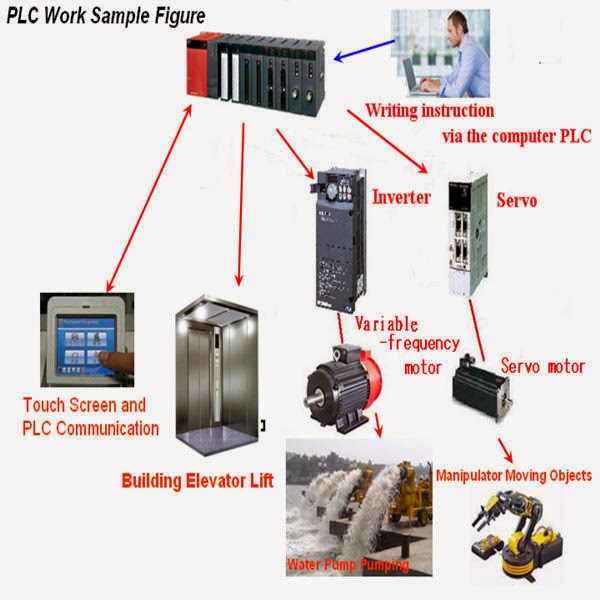 PLC Work Sample Figure
Writing instruction
via the computer PLC
Inverter
Servo
Variable
-frequency
motor
Servo motor
Touch Screen and
PLC Communication
Building Elevator Lift
Manipulator Moving Objects
Water Pump Pumping